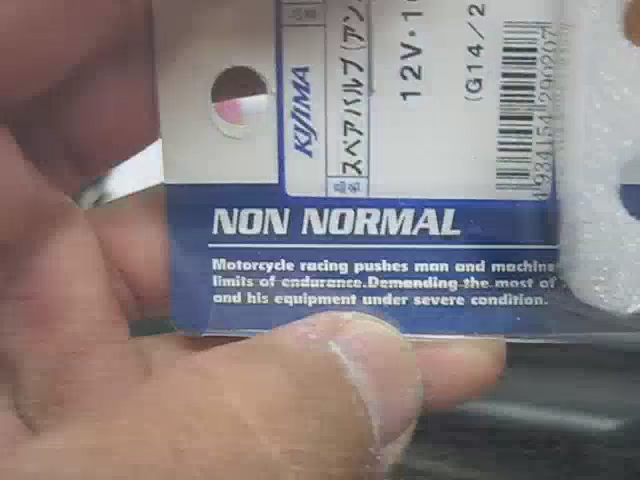 KIJIMA
スペアバルブ(アン
12V・1
(G14/2
4934154290207
NON NORMAL
Motorcycle racing pushes man and machine
limits of endurance.Demanding the most of
and his equipment under severe condition.